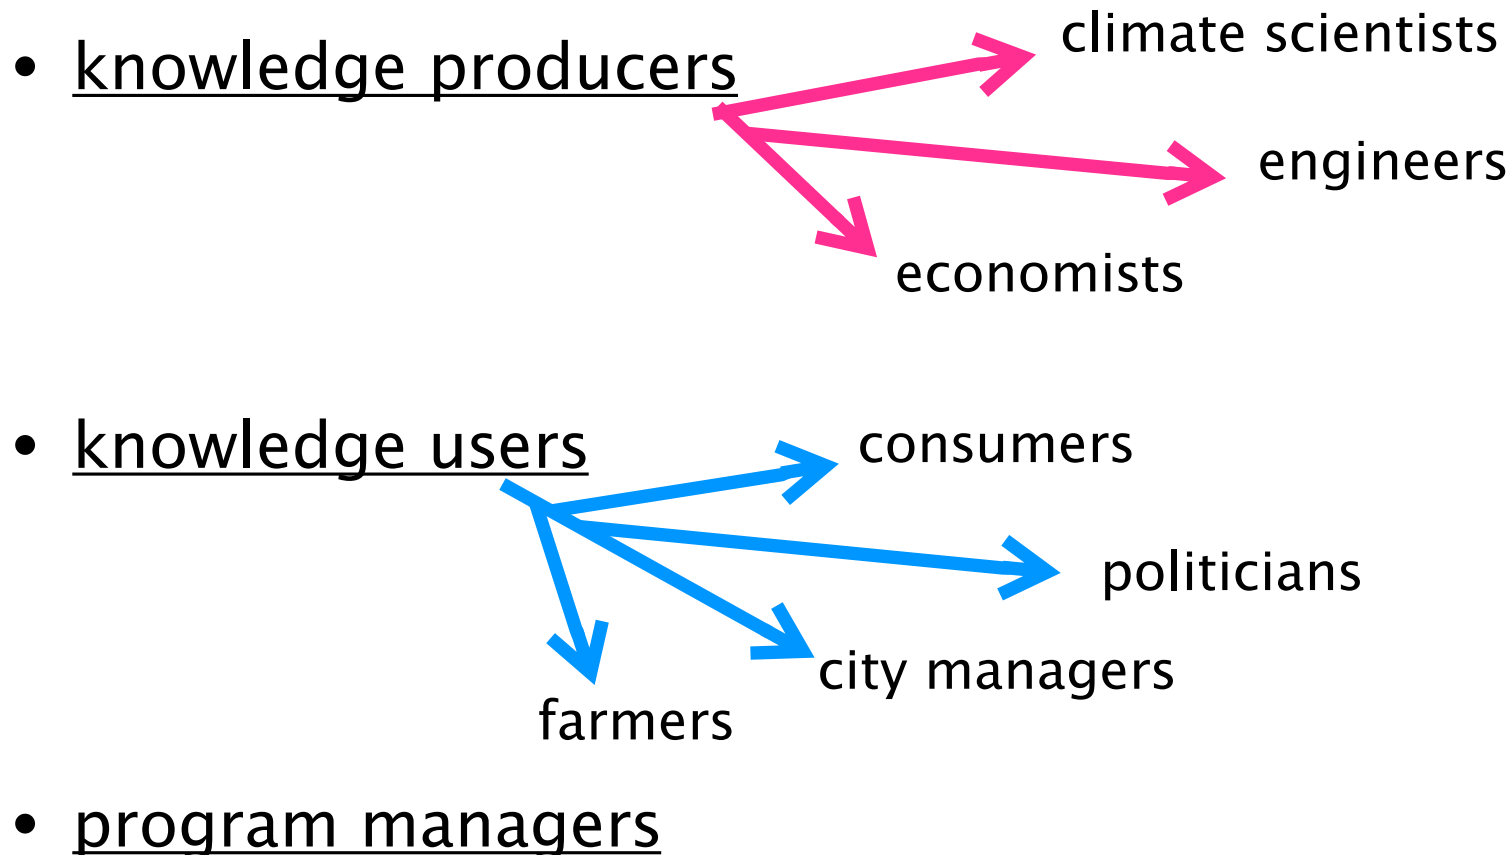 • knowledge producers
climate scientists
engineers
economists
• knowledge users
consumers
politicians
city managers
farmers
• program managers